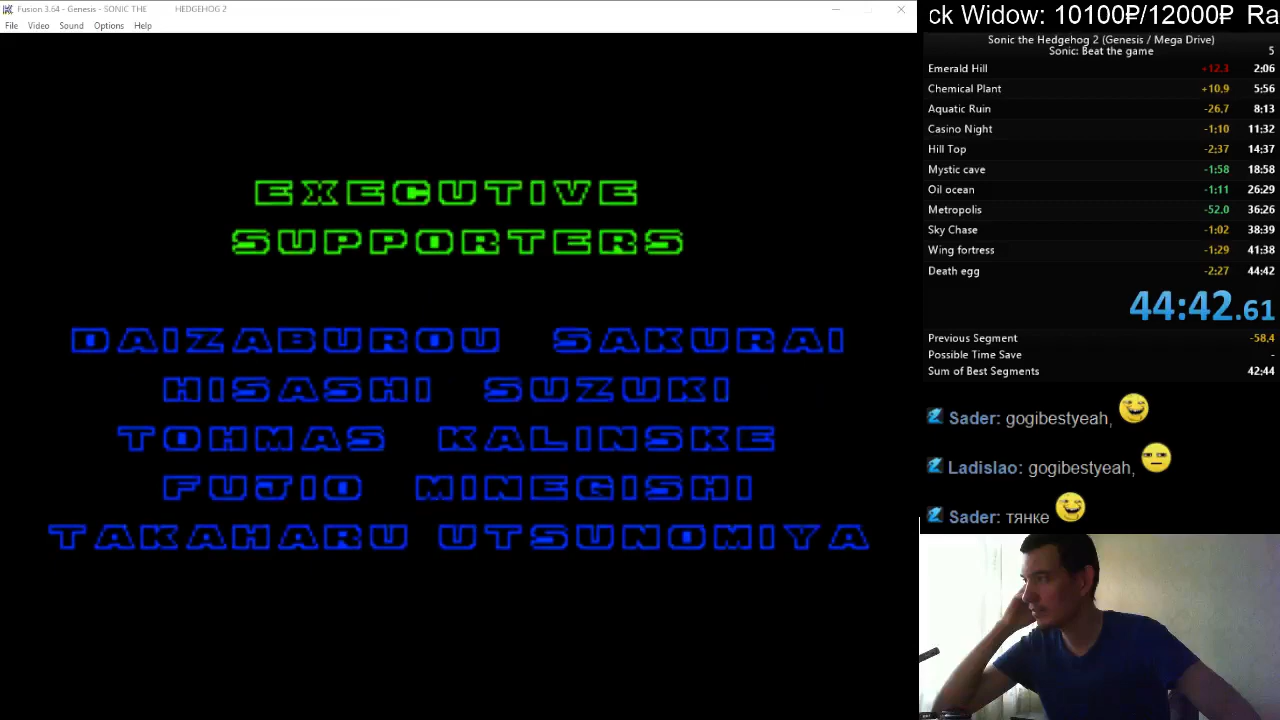 Fusion 3.64 - Genesis - SONIC THE HEDGEHOG 2
File Video Sound Options Help
EXECUTIVE
SUPPORTERS
DAIZABUROU SAKURAI
HISASHI SUZUKI
TOHMAS KALINSKE
FUJIO MINEGISHI
TAKAHARU UTSUNOMIYA
ck Widow: 10100₽/12000₽ Ra
Sonic the Hedgehog 2 (Genesis / Mega Drive)
Sonic: Beat the game 5
Emerald Hill +12,3 2:06
Chemical Plant +10,9 5:56
Aquatic Ruin -26,7 8:13
Casino Night -1:10 11:32
Hill Top -2:37 14:37
Mystic cave -1:58 18:58
Oil ocean -1:11 26:29
Metropolis -52,0 36:26
Sky Chase -1:02 38:39
Wing fortress -1:29 41:38
Death egg -2:27 44:42
44:42.61
Previous Segment -58,4
Possible Time Save -
Sum of Best Segments 42:44
Sader: gogibestyeah,
Ladislao: gogibestyeah,
Sader: тянке